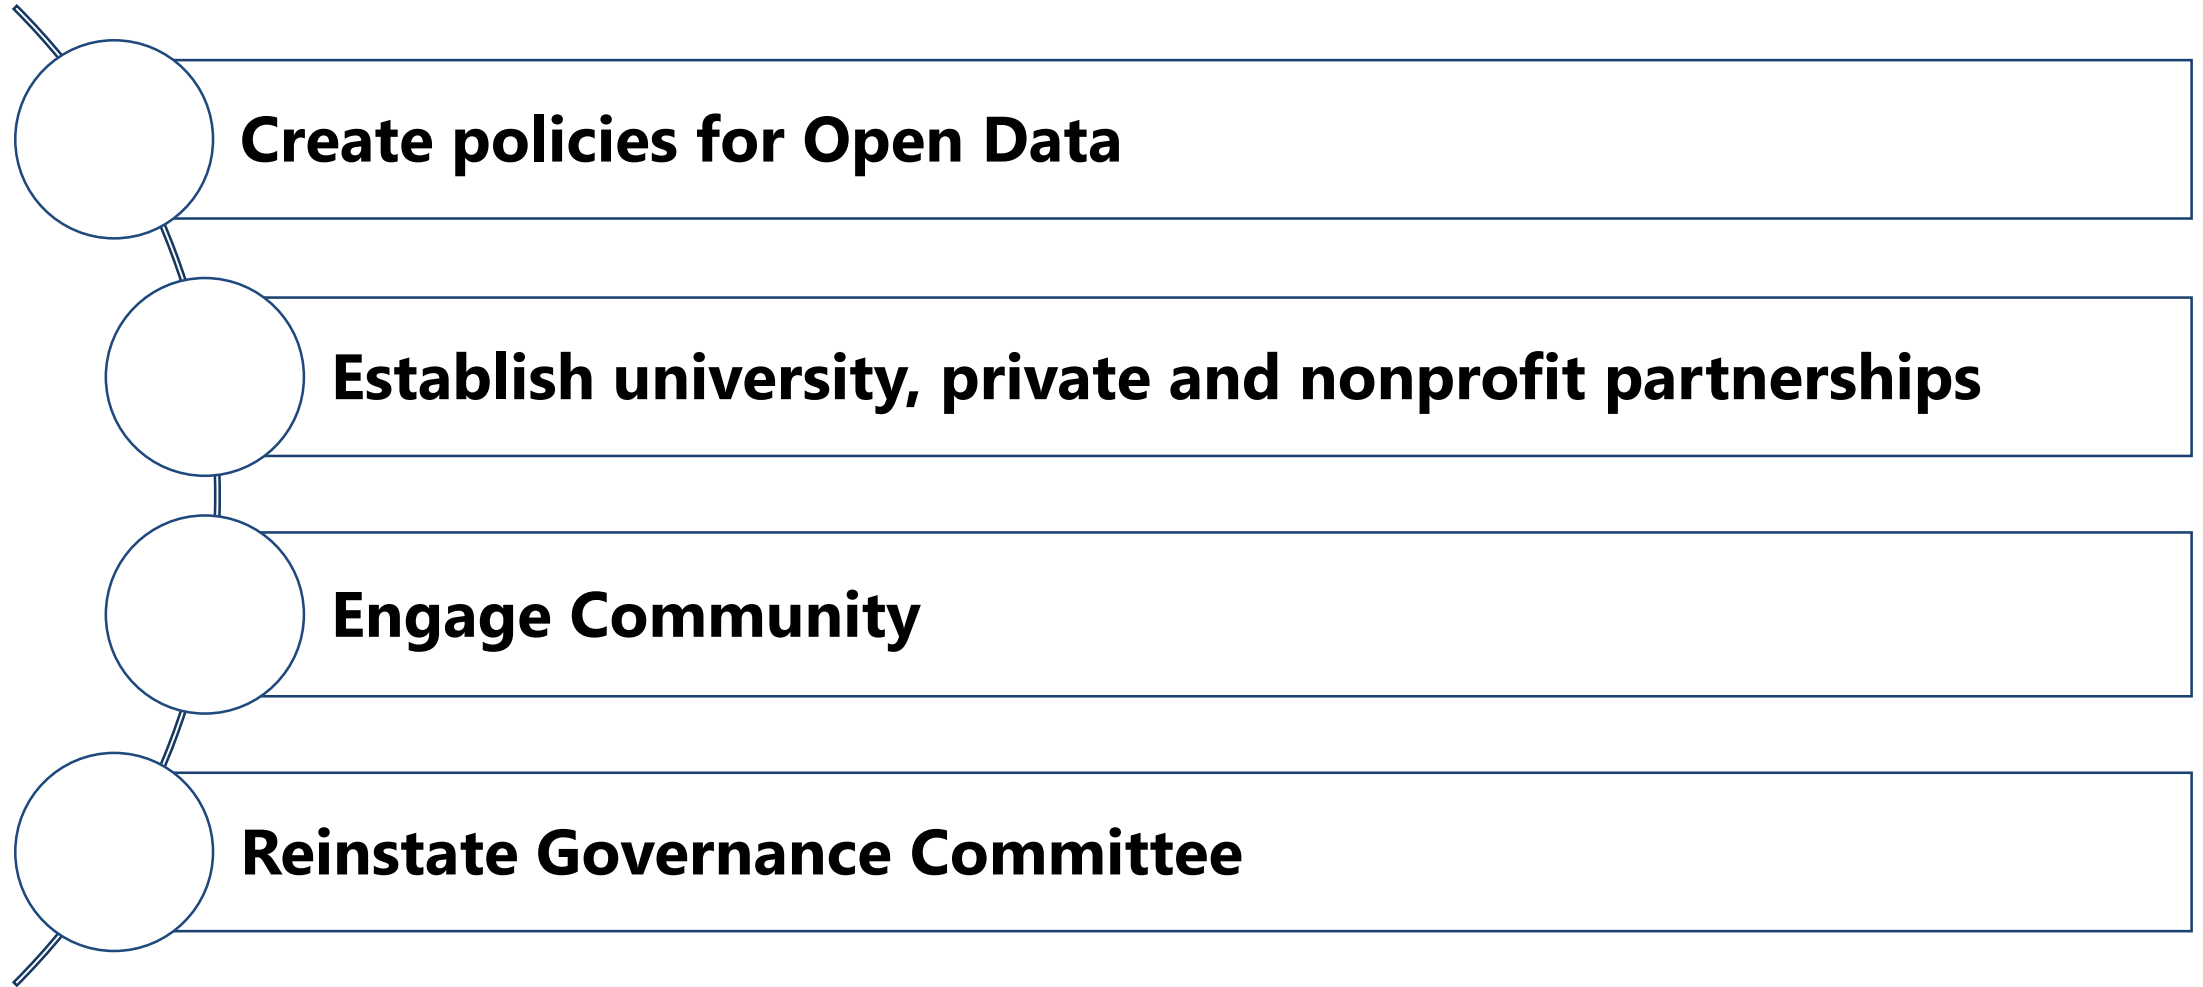 Create policies for Open Data
Establish university, private and nonprofit partnerships
Engage Community
Reinstate Governance Committee